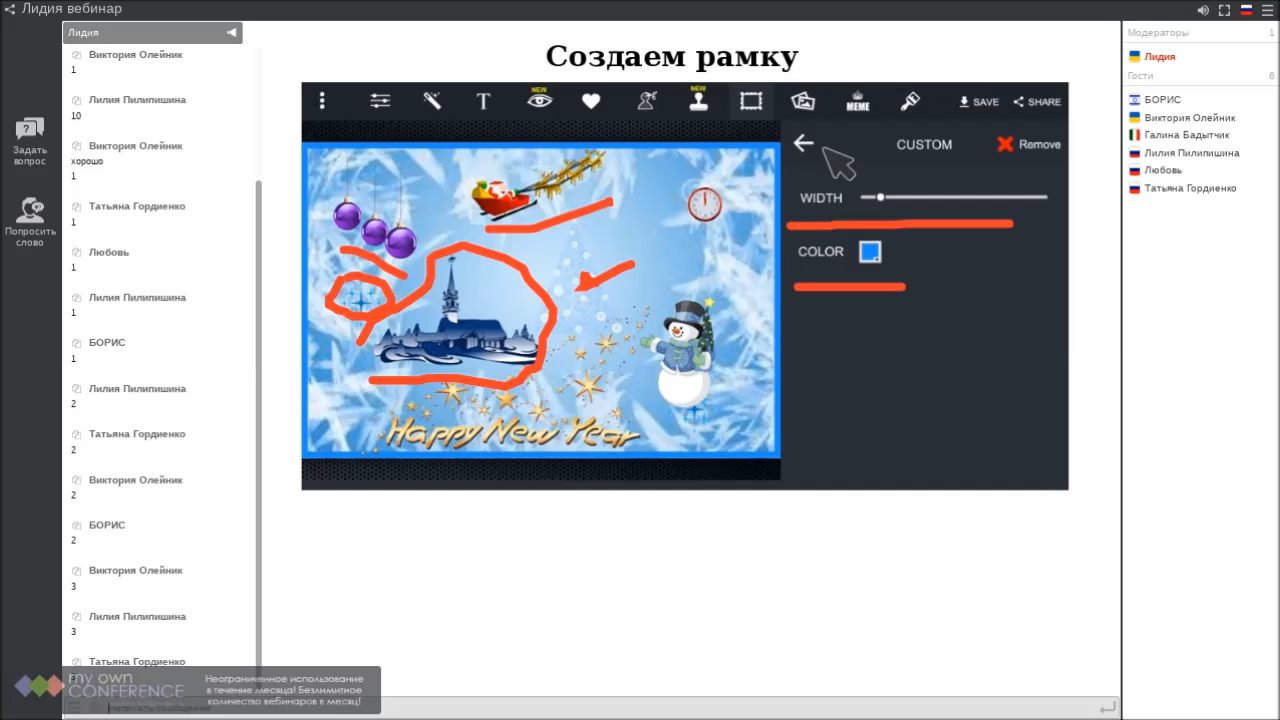 Лидия вебинар
Задать
вопрос
Попросить
слово
Лидия
Виктория Олейник
1
Лилия Пилипишина
10
Виктория Олейник
хорошо
1
Татьяна Гордиенко
1
Любовь
1
Лилия Пилипишина
1
БОРИС
1
Лилия Пилипишина
2
Татьяна Гордиенко
2
Виктория Олейник
2
БОРИС
2
Виктория Олейник
3
Лилия Пилипишина
3
Татьяна Гордиенко
my own
CONFERENCE
Неограниченное использование
в течение месяца! Безлимитное
количество вебинаров в месяц!
Написать сообщение
Создаем рамку
T
NEW
NEW
MEME
SAVE
SHARE
CUSTOM
Remove
WIDTH
COLOR
Happy New Year
Модераторы 1
Лидия
Гости 6
БОРИС
Виктория Олейник
Галина Бадытчик
Лилия Пилипишина
Любовь
Татьяна Гордиенко